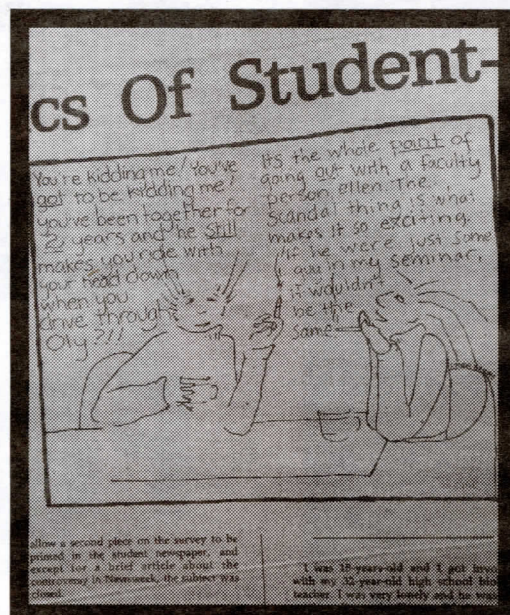 cs Of Student-
You're kidding me! You've
got to be kidding me!
you've been together for
2 years and he still
makes you ride with
your head down
when you
drive through
Oly?!!
Its the whole point of
going out with a faculty
person ellen. The
scandal thing is what
makes it so exciting.
if he were just some
guy in my seminar,
it wouldn't
be the
same
allow a second piece on the survey to be
printed in the student newspaper, and
except for a brief article about the
controversy in Newsweek, the subject was
closed.
I was 18-years-old and I got invo
with my 32-year-old high school bio
teacher. I was very lonely and he was